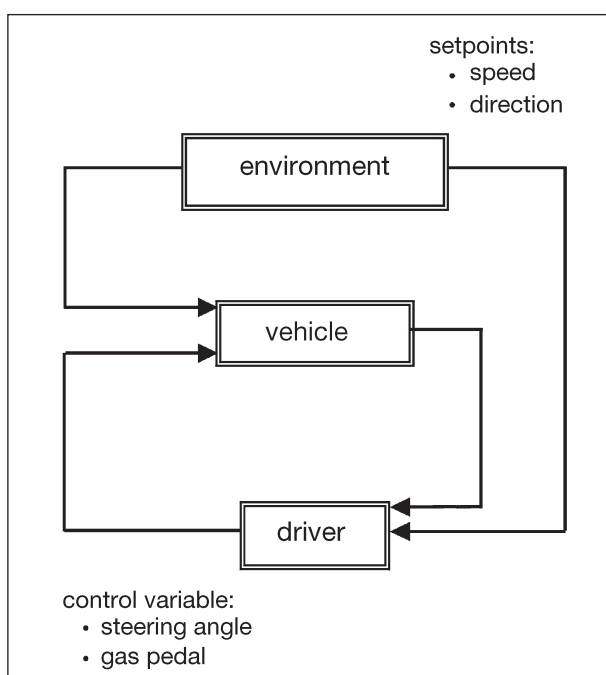 setpoints:
• speed
• direction
environment
vehicle
driver
control variable:
• steering angle
• gas pedal